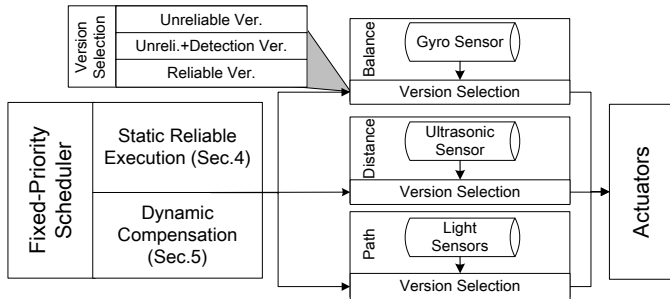 Version
Selection
Unreliable Ver.
Unreli.+Detection Ver.
Reliable Ver.
Fixed-Priority
Scheduler
Static Reliable
Execution (Sec.4)
Dynamic
Compensation
(Sec.5)
Balance
Gyro Sensor
Version Selection
Distance
Ultrasonic
Sensor
Version Selection
Path
Light
Sensors
Version Selection
Actuators